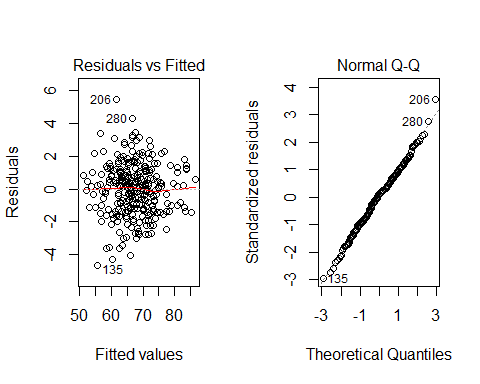 Residuals vs Fitted
Residuals
6
4
2
0
-2
-4
206
280
135
50 60 70 80
Fitted values
Normal Q-Q
Standardized residuals
4
3
2
1
0
-1
-2
-3
206
280
135
-3 -1 1 2 3
Theoretical Quantiles